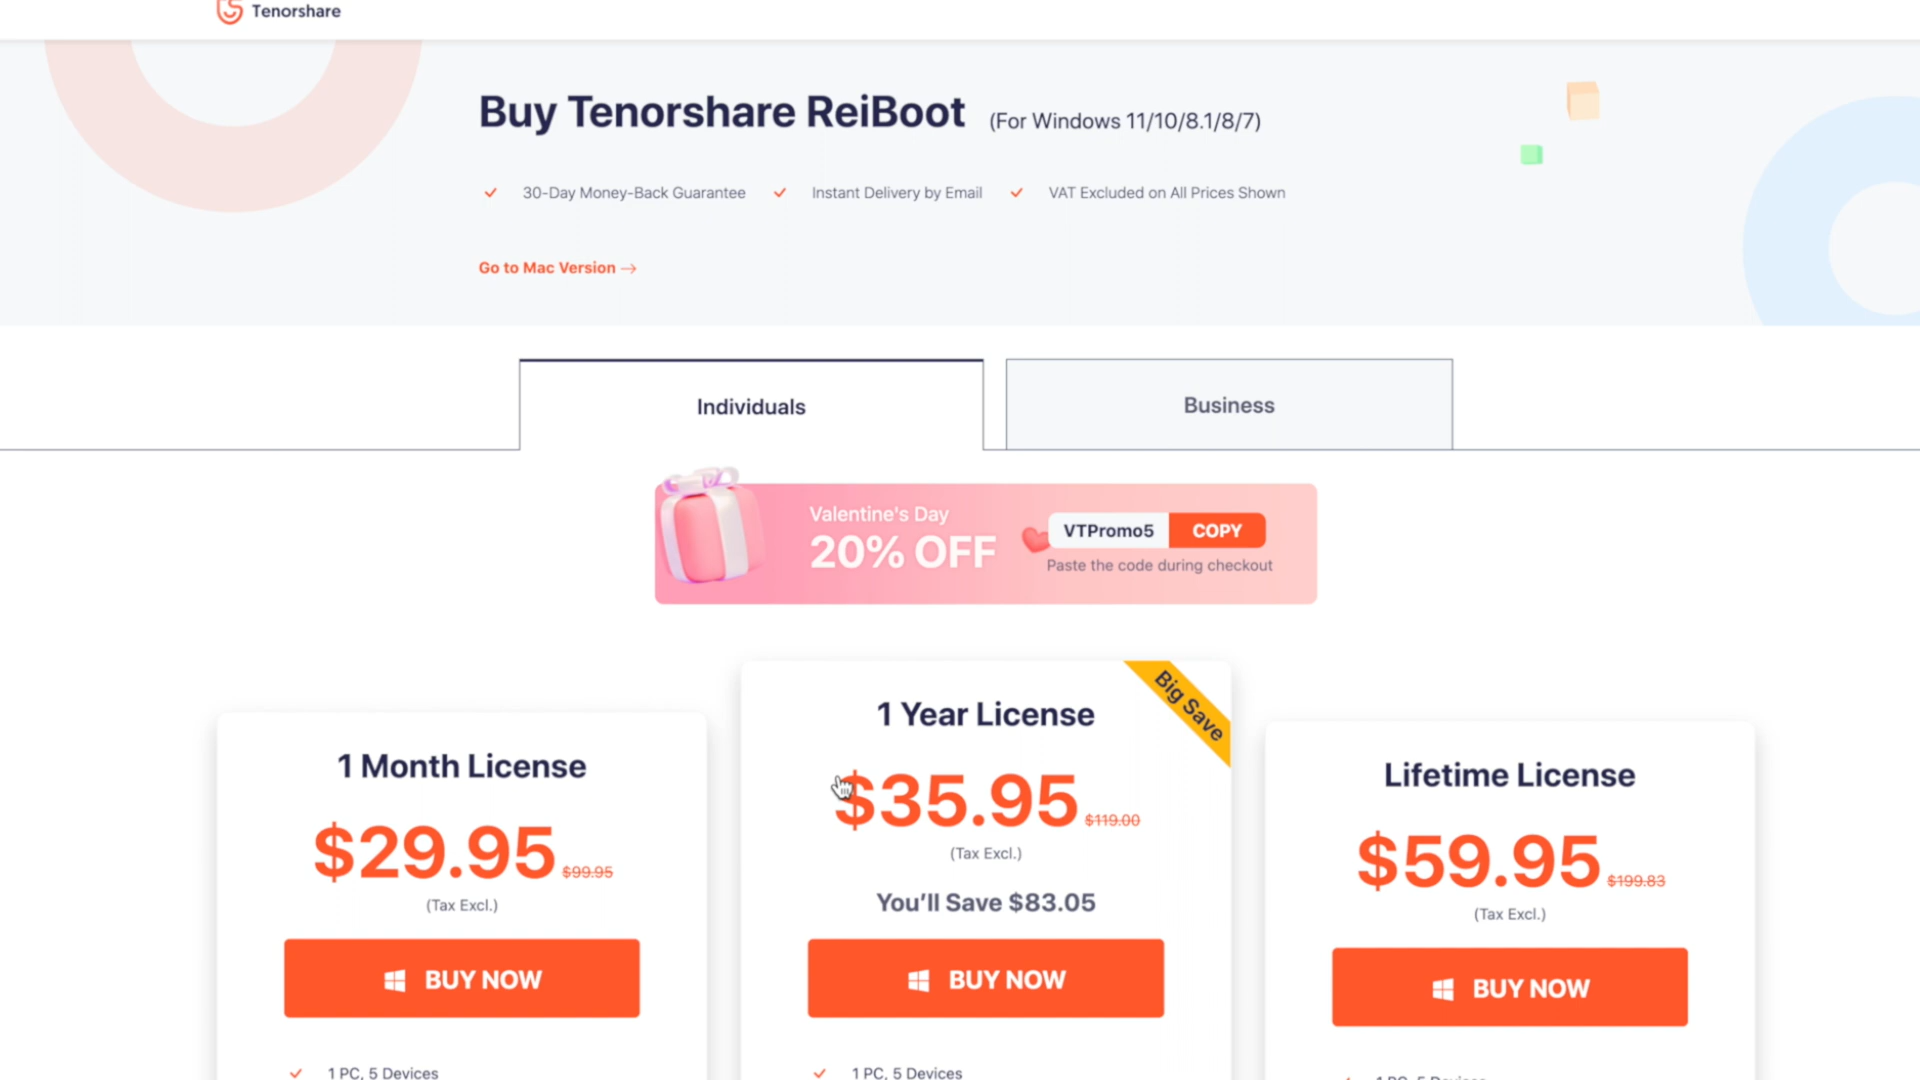 Tenorshare
Buy Tenorshare ReiBoot (For Windows 11/10/8.1/8/7)
30-Day Money-Back Guarantee Instant Delivery by Email VAT Excluded on All Prices Shown
Go to Mac Version →
Individuals Business
Valentine's Day
20% OFF
VTPromo5 COPY
Paste the code during checkout
Big Save
1 Month License
$29.95 $99.95
(Tax Excl.)
BUY NOW
1 PC, 5 Devices
1 Year License
$35.95 $119.00
(Tax Excl.)
You'll Save $83.05
BUY NOW
1 PC, 5 Devices
Lifetime License
$59.95 $199.83
(Tax Excl.)
BUY NOW